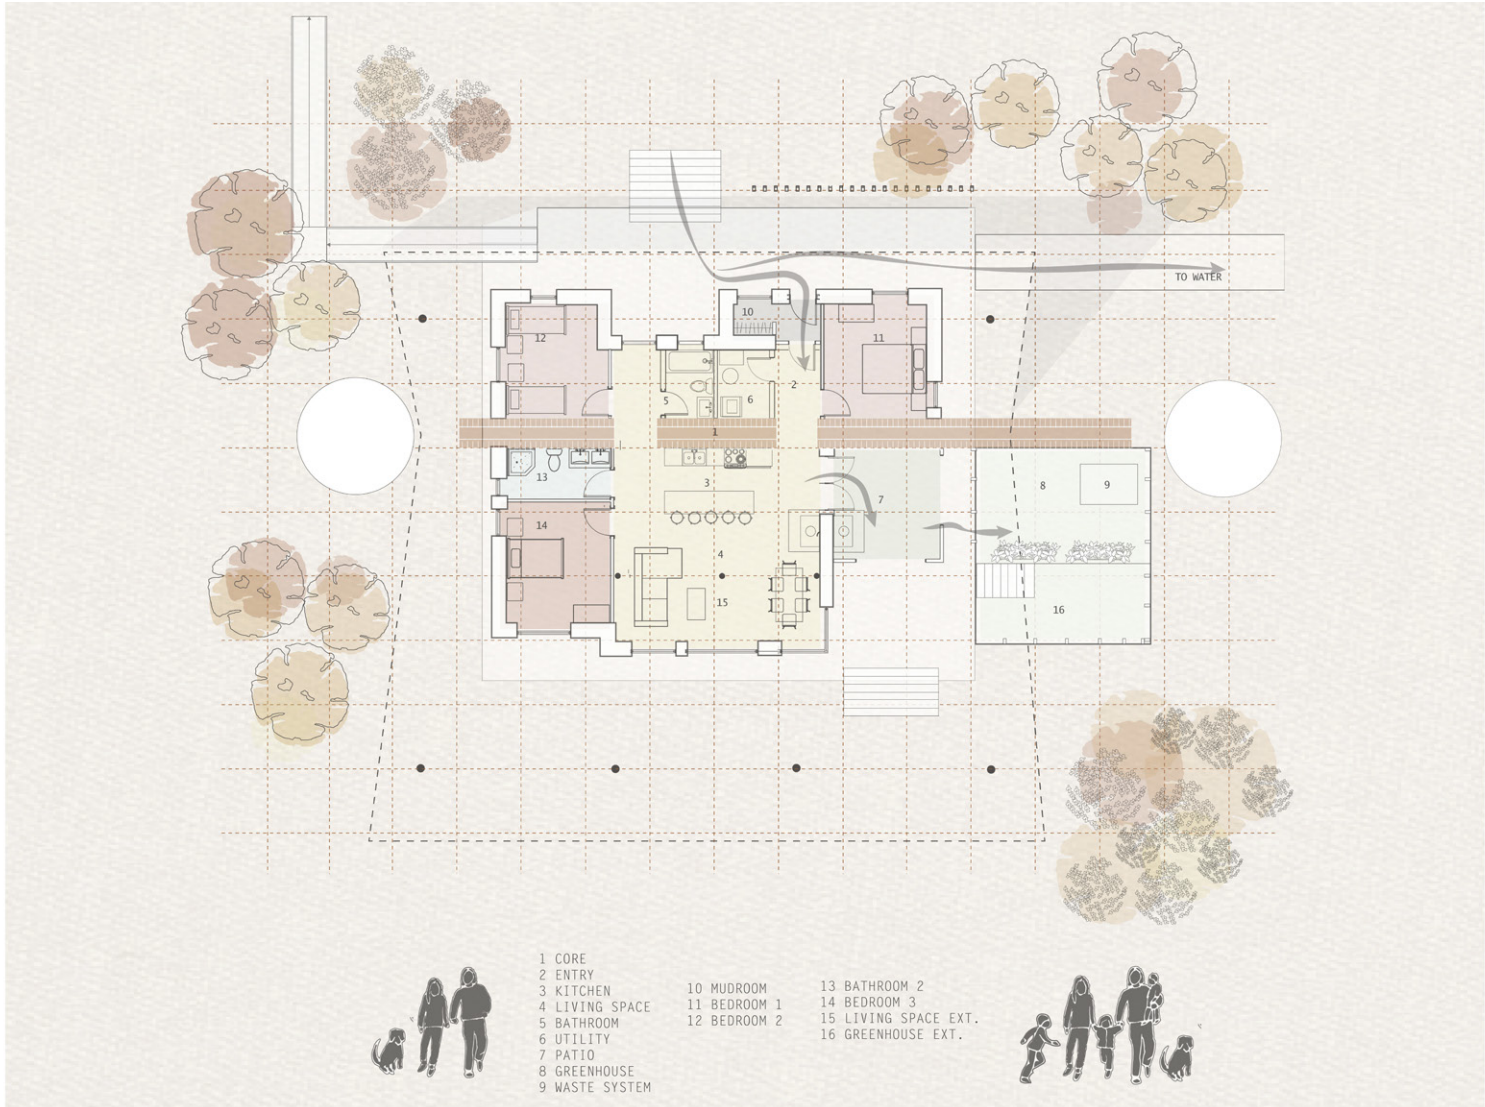 TO WATER
10
12
11
2
5
6
1
3
13
7
8
9
14
4
15
16
1 CORE
2 ENTRY
3 KITCHEN
4 LIVING SPACE
5 BATHROOM
6 UTILITY
7 PATIO
8 GREENHOUSE
9 WASTE SYSTEM
10 MUDROOM
11 BEDROOM 1
12 BEDROOM 2
13 BATHROOM 2
14 BEDROOM 3
15 LIVING SPACE EXT.
16 GREENHOUSE EXT.